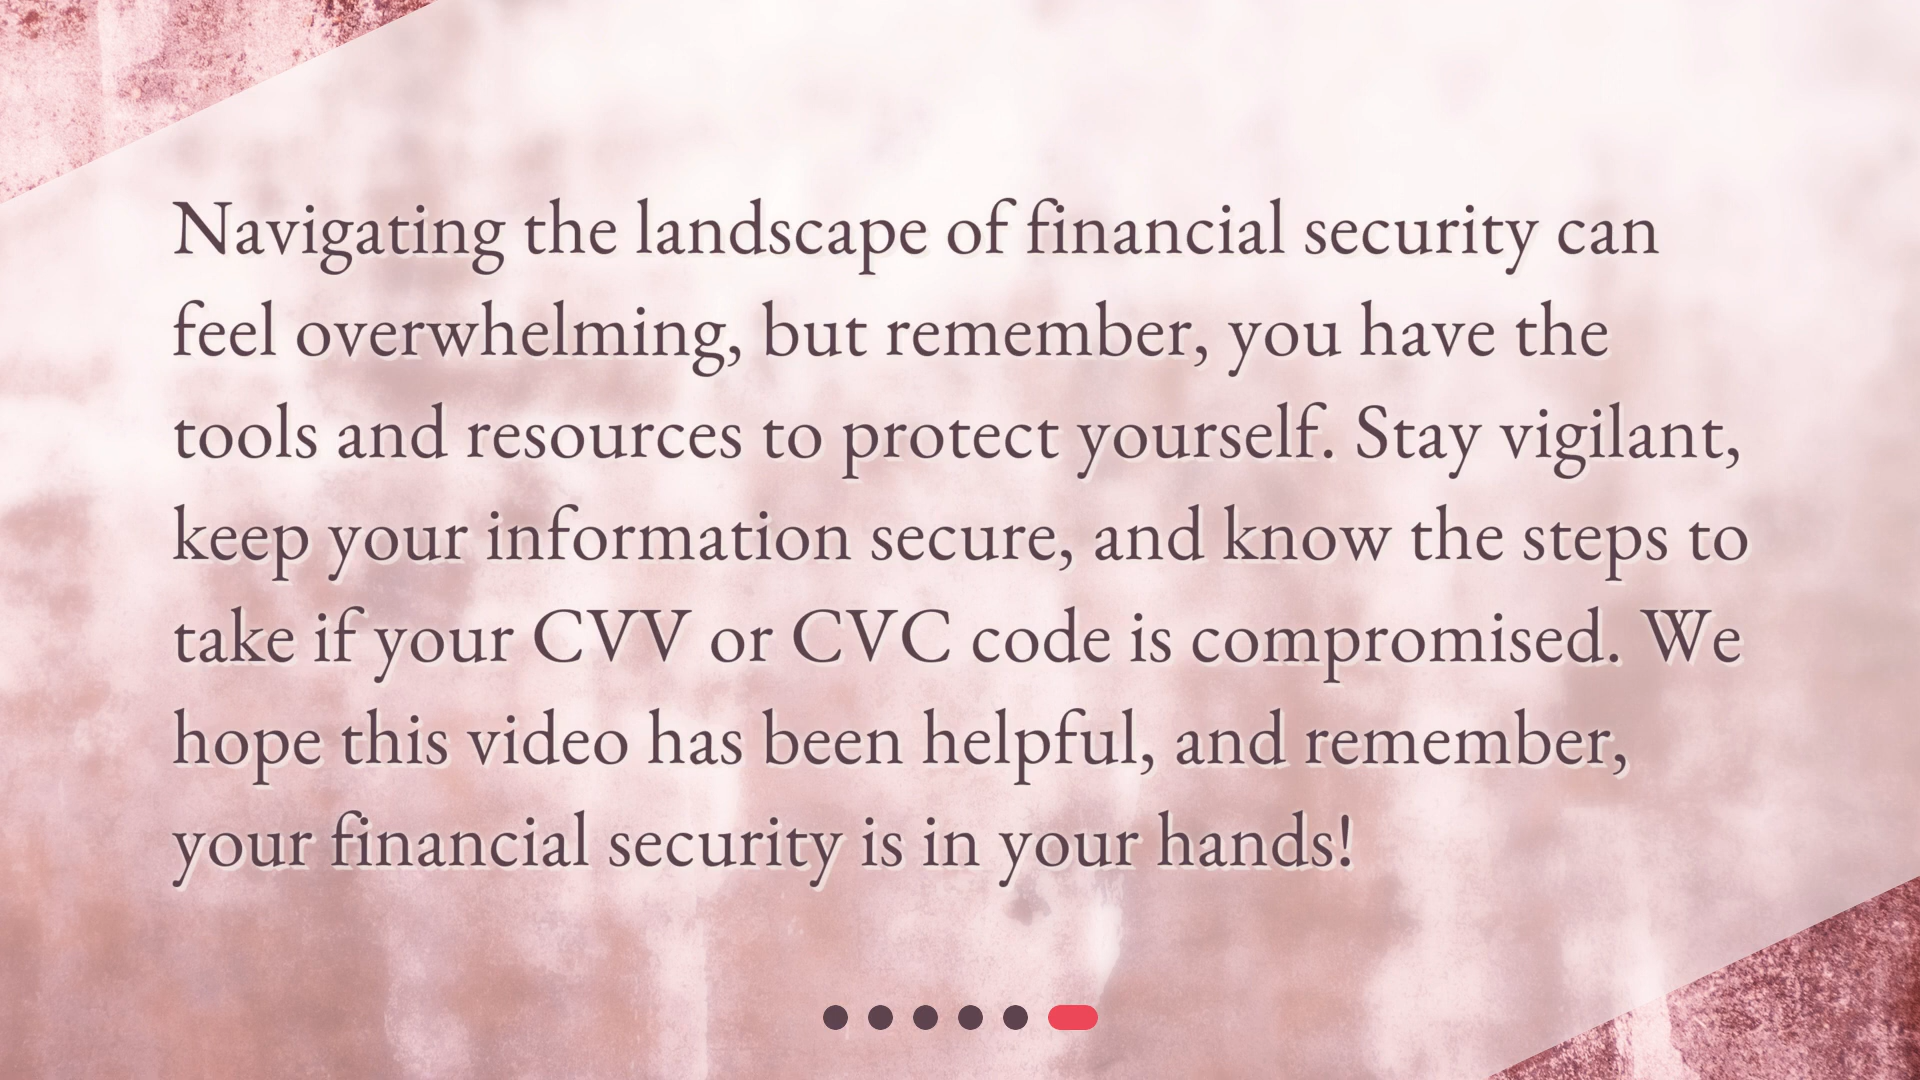 Navigating the landscape of financial security can
feel overwhelming, but remember, you have the
tools and resources to protect yourself. Stay vigilant,
keep your information secure, and know the steps to
take if your CVV or CVC code is compromised. We
hope this video has been helpful, and remember,
your financial security is in your hands!